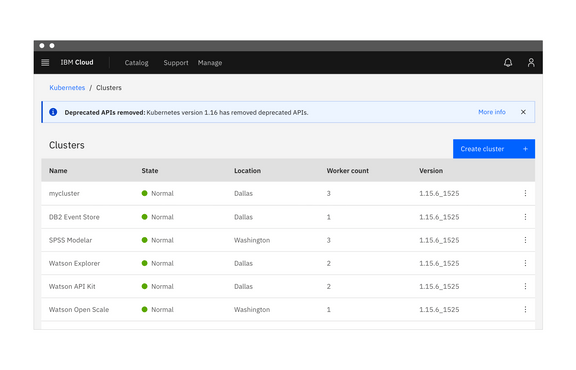 IBM Cloud Catalog Support Manage
Kubernetes / Clusters
Deprecated APIs removed: Kubernetes version 1.16 has removed deprecated APIs. More info
Clusters
Create cluster +
Name State Location Worker count Version
mycluster Normal Dallas 3 1.15.6_1525
DB2 Event Store Normal Dallas 1 1.15.6_1525
SPSS Modelar Normal Washington 3 1.15.6_1525
Watson Explorer Normal Dallas 2 1.15.6_1525
Watson API Kit Normal Dallas 2 1.15.6_1525
Watson Open Scale Normal Washington 1 1.15.6_1525